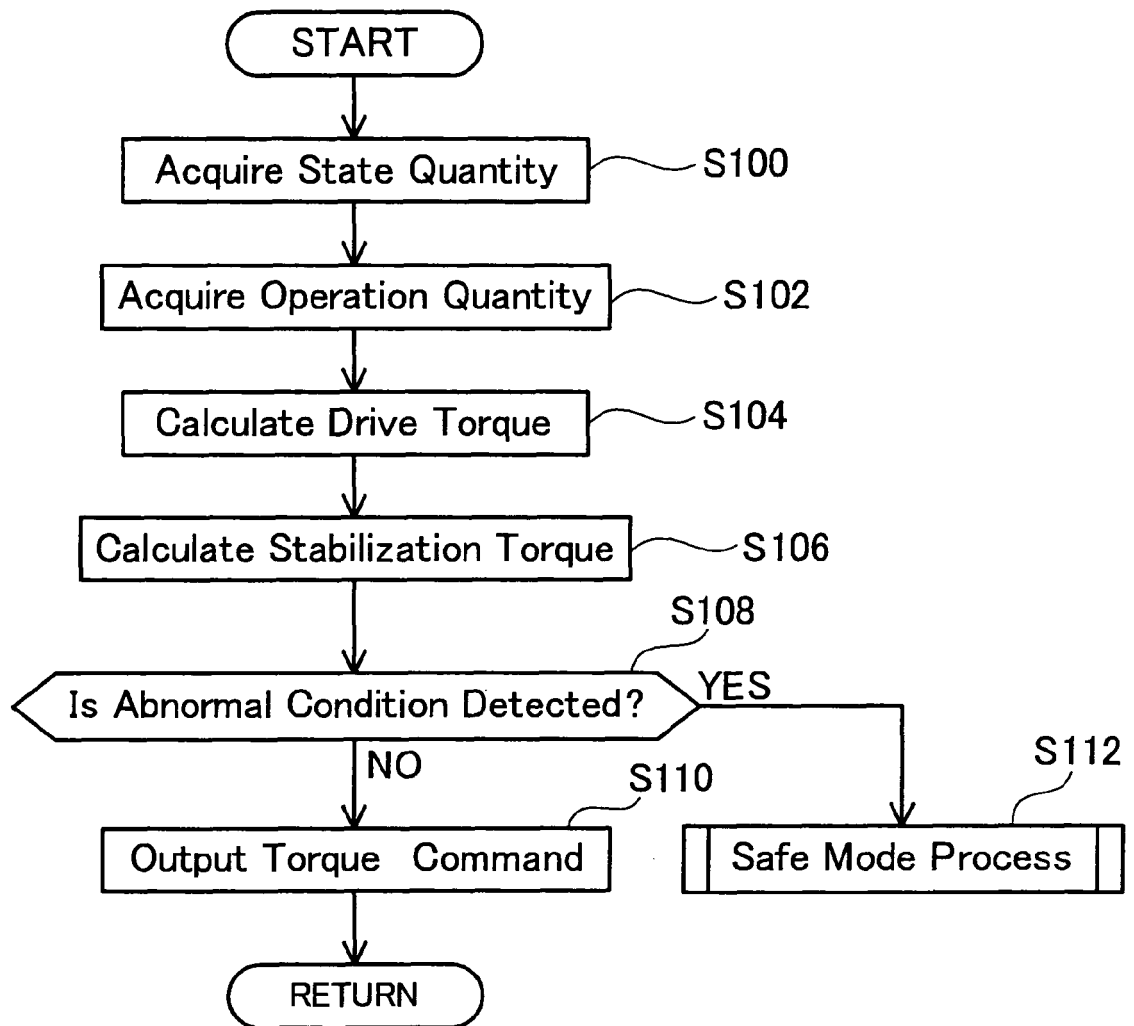 START
Acquire State Quantity
S100
Acquire Operation Quantity
S102
Calculate Drive Torque
S104
Calculate Stabilization Torque
S106
S108
Is Abnormal Condition Detected?
YES
NO
S110
S112
Output Torque Command
Safe Mode Process
RETURN